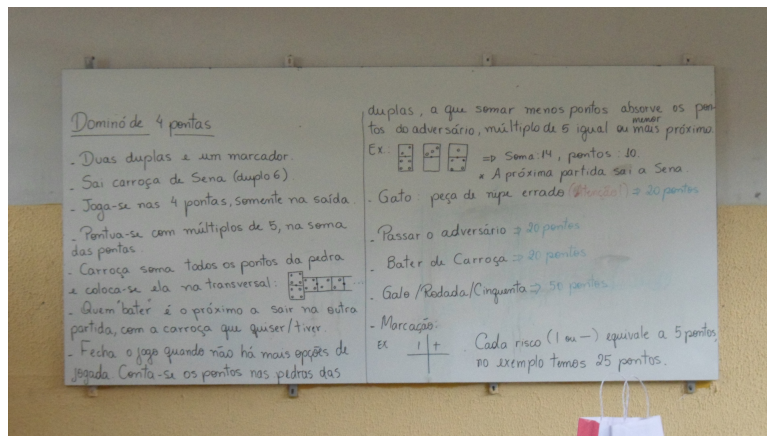 Dominó de 4 pontas
- Duas duplas e um marcador.
- Sai carroça de Sena (duplo 6)
- Joga-se nas 4 pontas, somente na saída.
- Pontua-se com múltiplos de 5, na soma
das pontas.
- Carroça soma todos os pontos da pedra
e coloca-se ela na transversal:
- Quem "bater" é o próximo a sair na outra
partida, com a carroça que quiser/tiver.
- Fecha o jogo quando não há mais opções de
jogada. Conta-se os pontos nas pedras das
duplas, a que somar menos pontos absorve os pon-
tos do adversário, múltiplo de 5 igual ou menor mais próximo.
Ex.: => Soma: 14, pontos: 10.
* A próxima partida sai a Sena.
- Gato: peça de nipe errado (Atenção!) => 20 pontos
- Passar o adversário => 20 pontos
- Bater de Carroça => 20 pontos
- Galo/Rodada/Cinquenta => 50 pontos
- Marcação:
Ex Cada risco (| ou —) equivale a 5 pontos,
no exemplo temos 25 pontos.